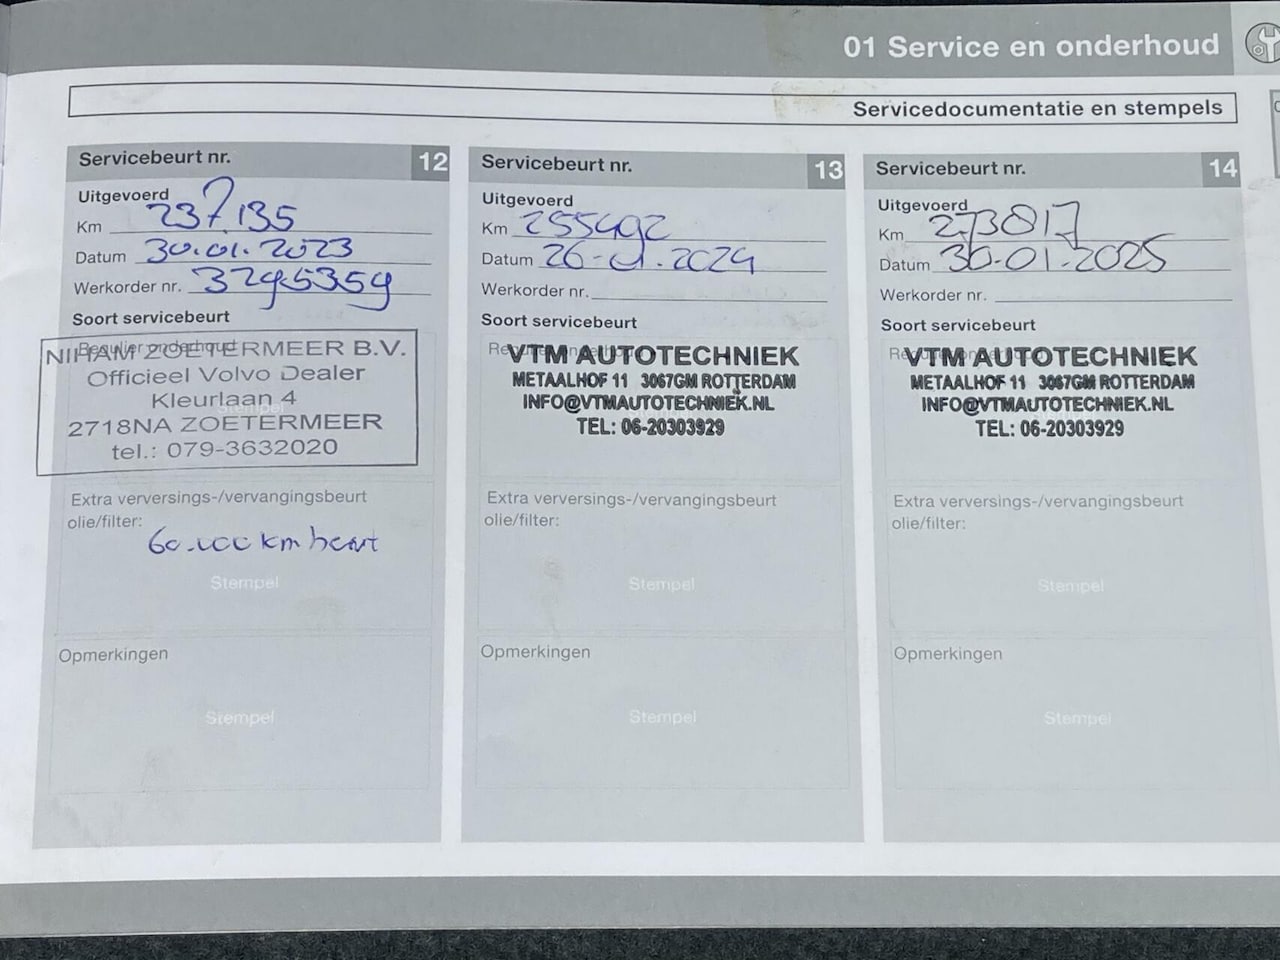 01 Service en onderhoud
Servicedocumentatie en stempels
Servicebeurt nr. 12
Uitgevoerd
Km 237.135
Datum 30.01.2023
Werkorder nr. 3295359
Soort servicebeurt
Regulier onderhoud
NIHAM ZOETERMEER B.V.
Officieel Volvo Dealer
Kleurlaan 4
Stempel
2718NA ZOETERMEER
tel.: 079-3632020
Extra verversings-/vervangingsbeurt
olie/filter:
60.000 km beurt
Stempel
Opmerkingen
Stempel
Servicebeurt nr. 13
Uitgevoerd
Km 255492
Datum 26-01.2024
Werkorder nr.
Soort servicebeurt
VTM AUTOTECHNIEK
METAALHOF 11 3067GM ROTTERDAM
INFO@VTMAUTOTECHNIEK.NL
TEL: 06-20303929
Extra verversings-/vervangingsbeurt
olie/filter:
Stempel
Opmerkingen
Stempel
Servicebeurt nr. 14
Uitgevoerd
Km 273817
Datum 30-01-2025
Werkorder nr.
Soort servicebeurt
VTM AUTOTECHNIEK
METAALHOF 11 3067GM ROTTERDAM
INFO@VTMAUTOTECHNIEK.NL
TEL: 06-20303929
Extra verversings-/vervangingsbeurt
olie/filter:
Stempel
Opmerkingen
Stempel